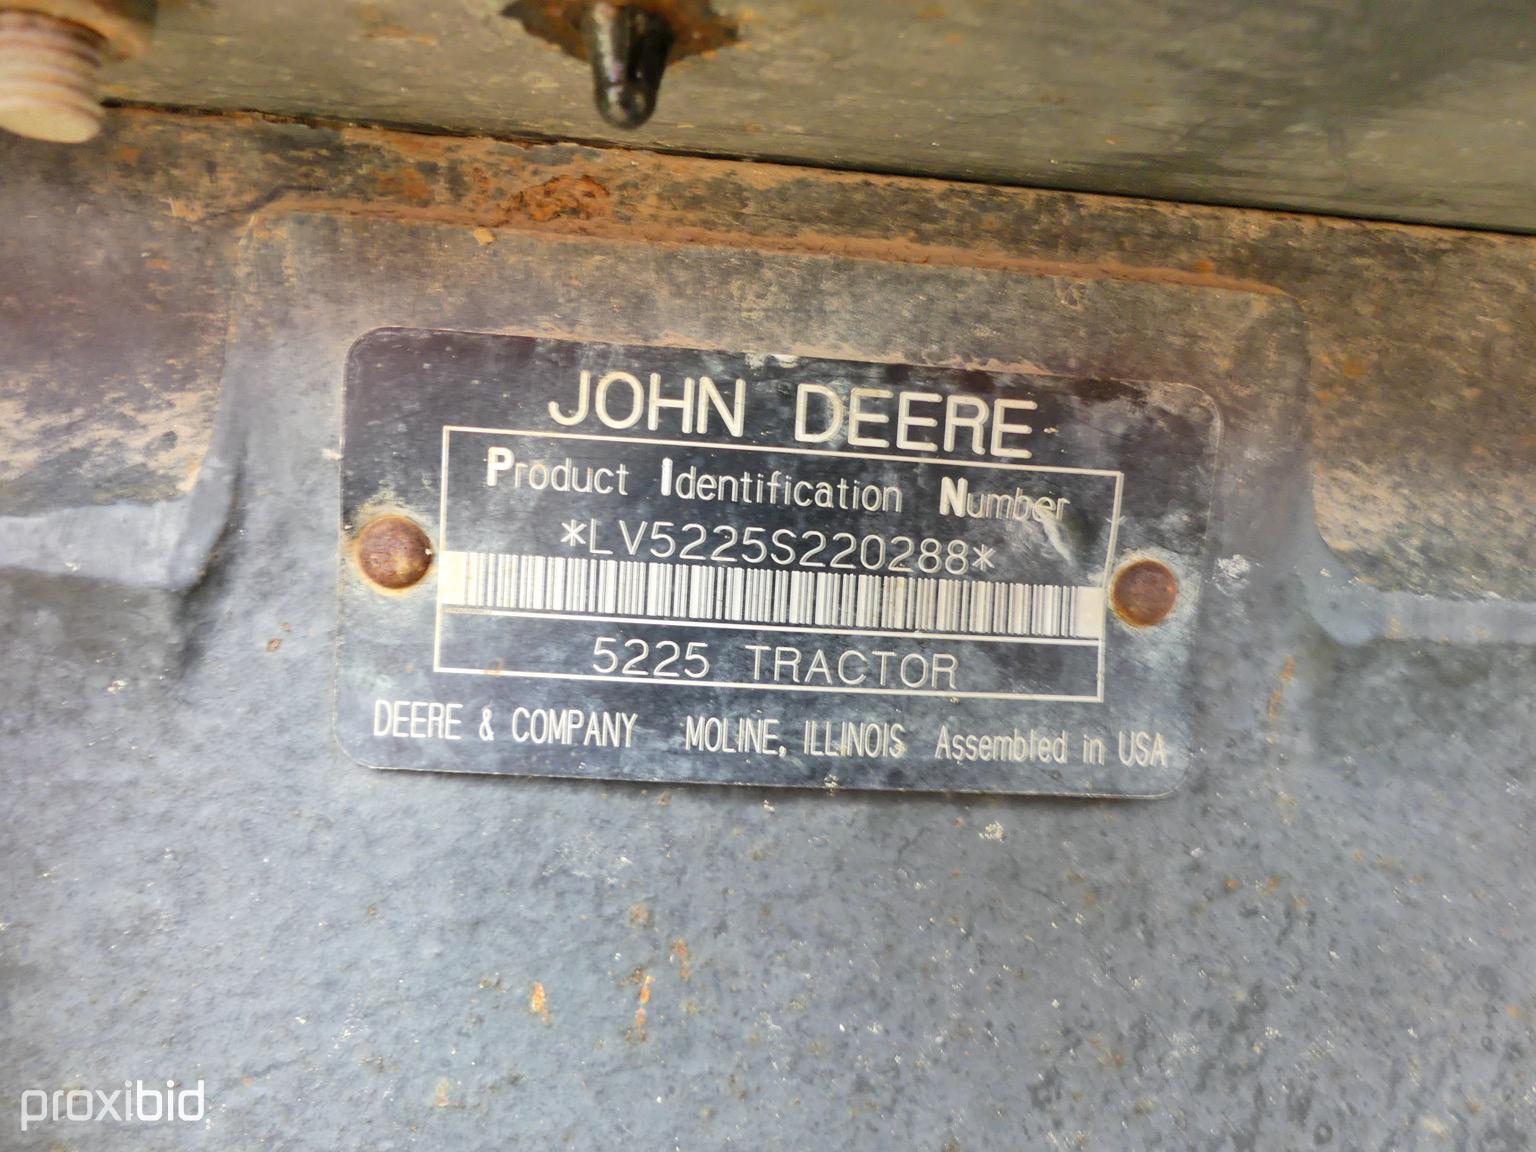 JOHN DEERE
Product Identification Number
*LV5225S220288*
5225 TRACTOR
DEERE & COMPANY MOLINE, ILLINOIS Assembled in USA
proxibid